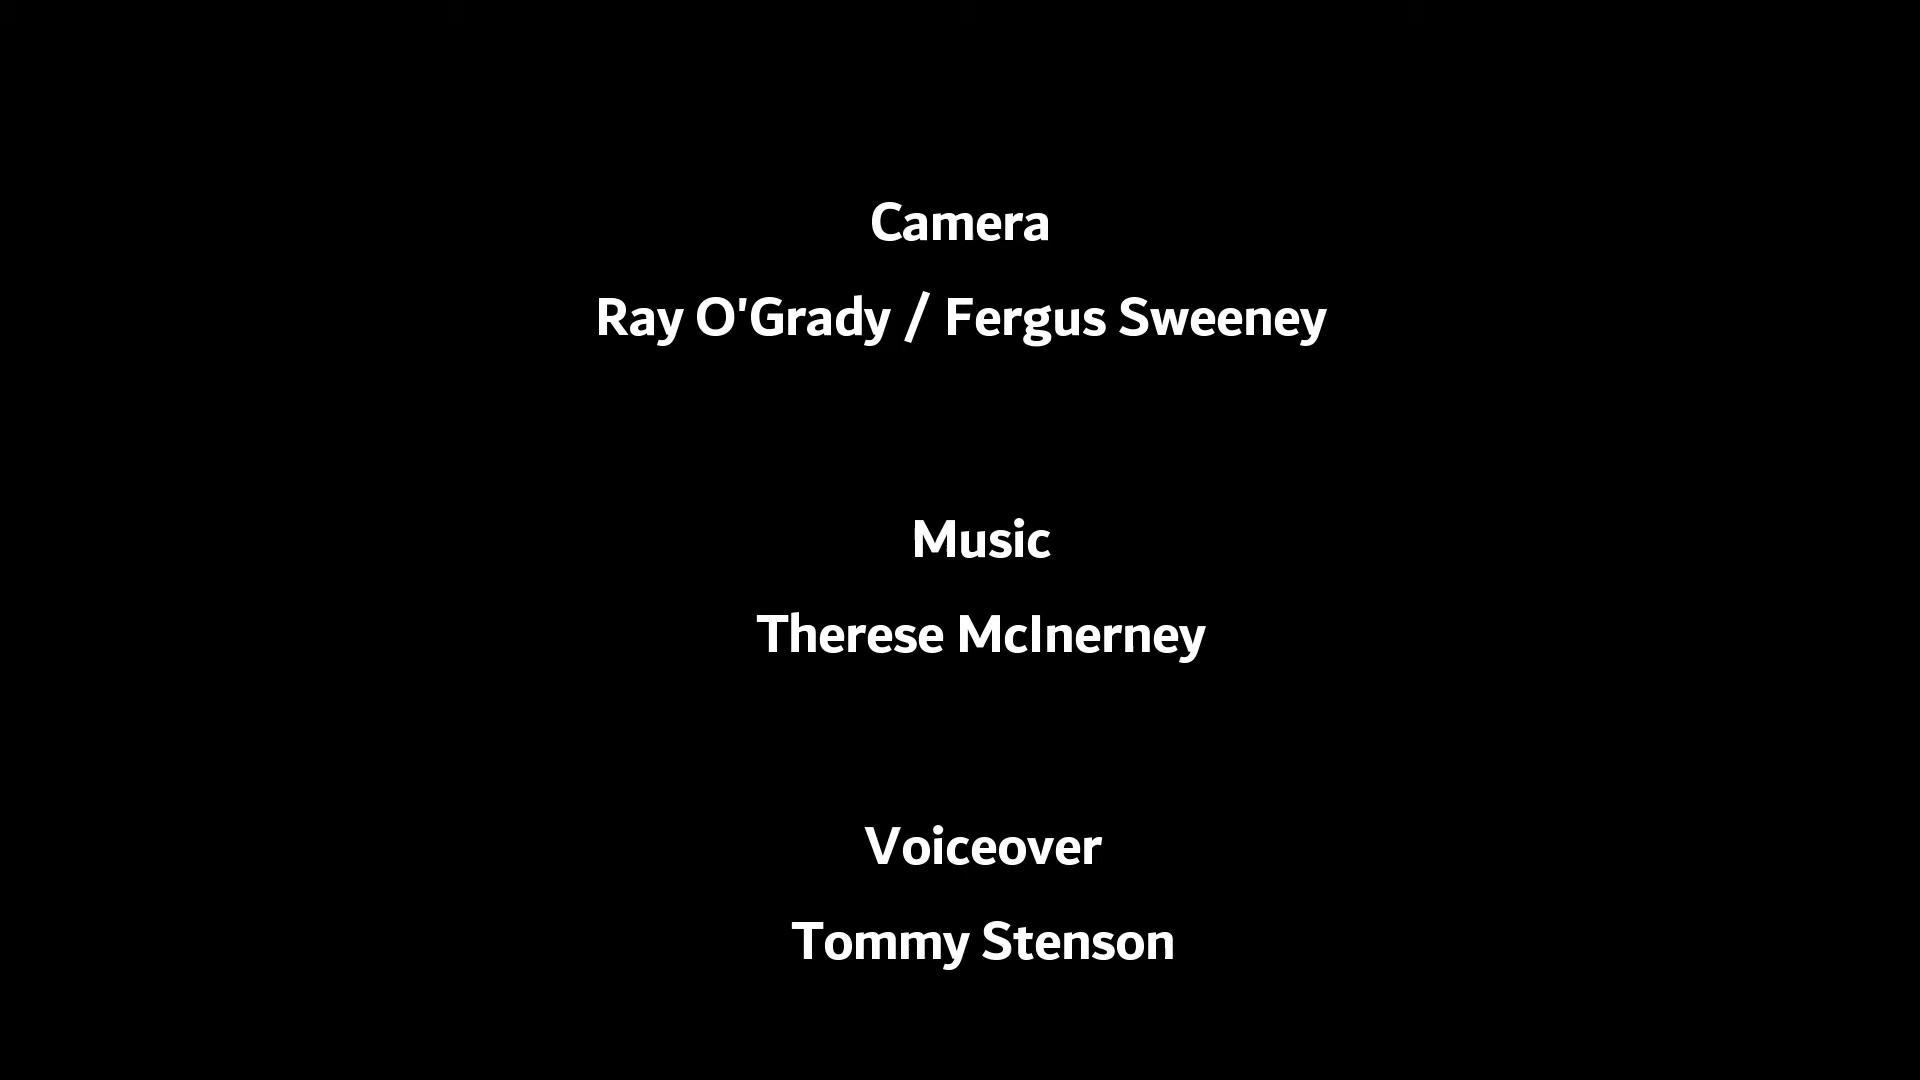 Camera
Ray O'Grady / Fergus Sweeney
Music
Therese McInerney
Voiceover
Tommy Stenson